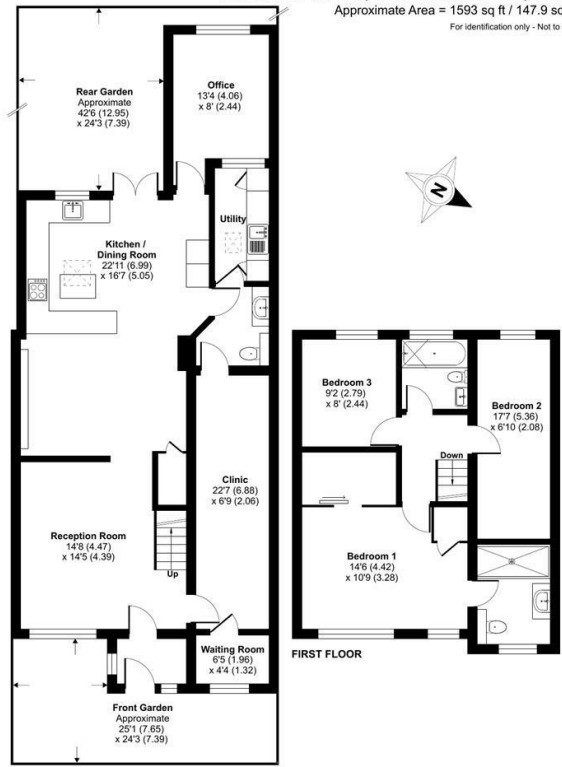 Approximate Area = 1593 sq ft / 147.9 sq
For identification only - Not to
Office
13'4 (4.06)
x 8' (2.44)
Rear Garden
Approximate
42'6 (12.95)
x 24'3 (7.39)
Utility
Kitchen /
Dining Room
22'11 (6.99)
x 16'7 (5.05)
N
Bedroom 3
9'2 (2.79)
x 8' (2.44)
Bedroom 2
17'7 (5.36)
x 6'10 (2.08)
Down
Clinic
22'7 (6.88)
x 6'9 (2.06)
Reception Room
14'8 (4.47)
x 14'5 (4.39)
Up
Bedroom 1
14'6 (4.42)
x 10'9 (3.28)
Waiting Room
6'5 (1.96)
x 4'4 (1.32)
FIRST FLOOR
Front Garden
Approximate
25'1 (7.65)
x 24'3 (7.39)